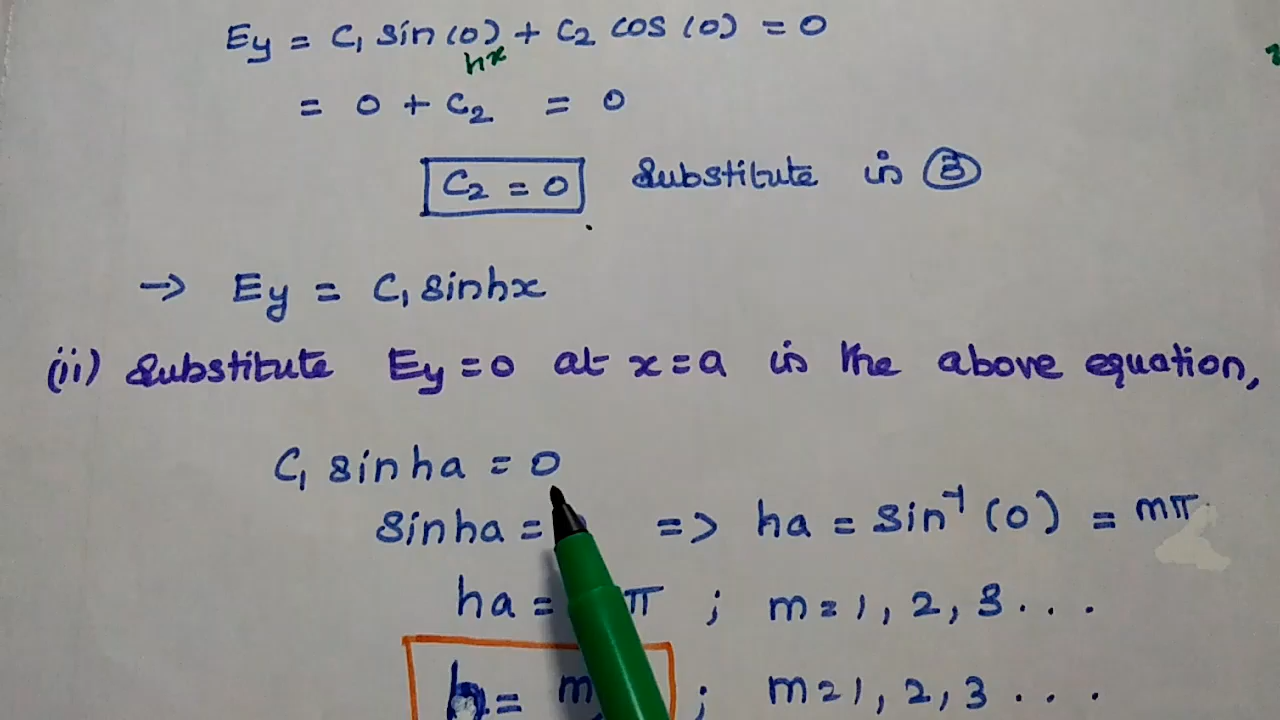 Ey = C₁ sin(0) + C₂ cos(0) = 0
hx
= 0 + C₂ = 0
C₂ = 0 Substitute in ③
→ Ey = C₁ sinhx
(ii) Substitute Ey=0 at x=a in the above equation,
C₁ sinha = 0
sinha = => ha = sin⁻¹(0) = mπ
ha = π ; m=1, 2, 3...
h = m ; m=1, 2, 3...